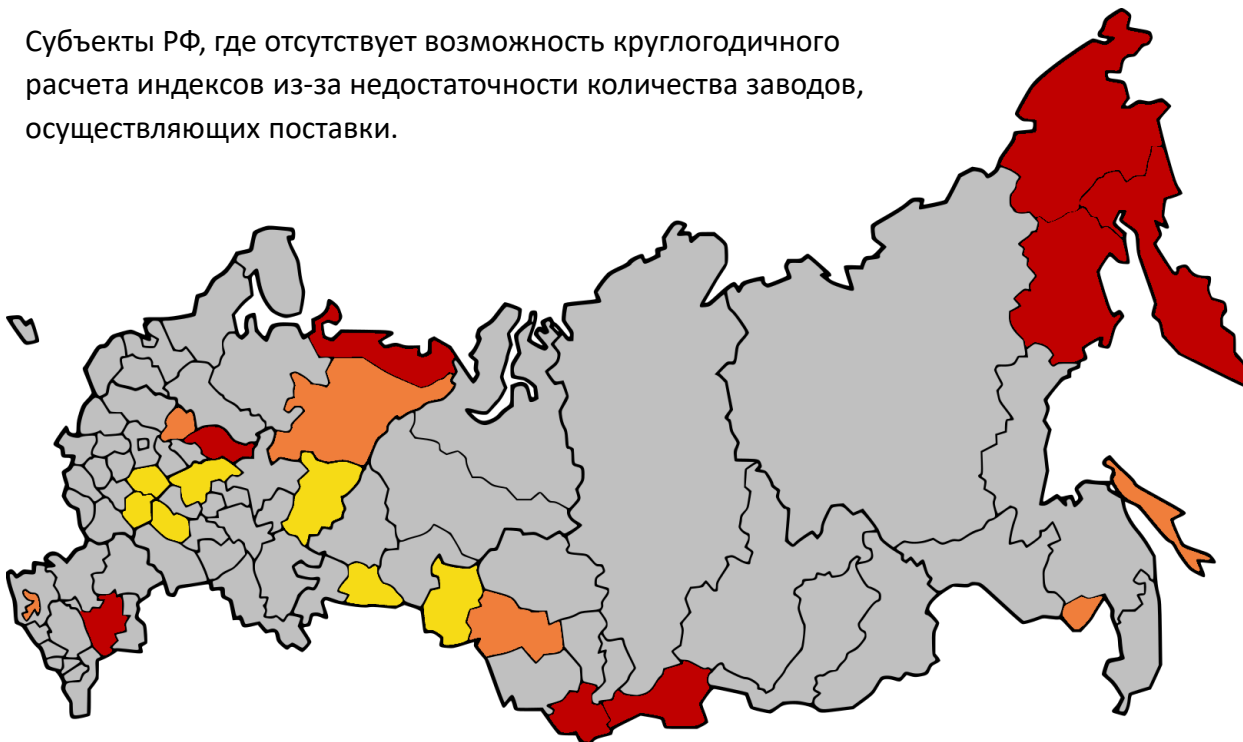 Субъекты РФ, где отсутствует возможность круглогодичного
расчета индексов из-за недостаточности количества заводов,
осуществляющих поставки.